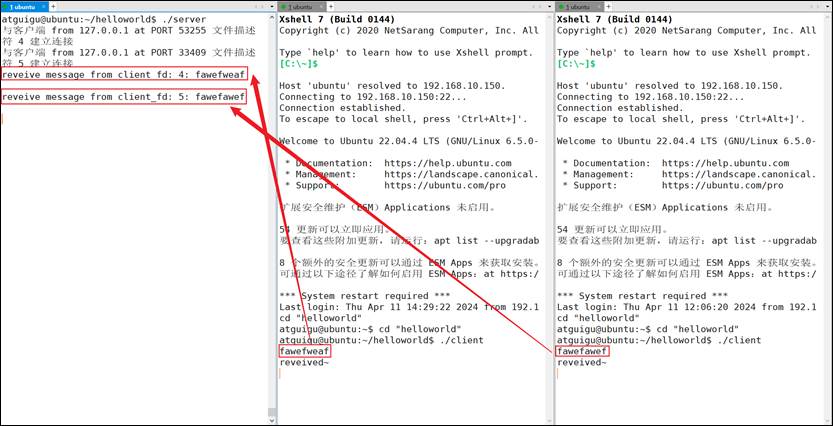 1 ubuntu
atguigu@ubuntu:~/helloworld$ ./server
与客户端 from 127.0.0.1 at PORT 53255 文件描述
符 4 建立连接
与客户端 from 127.0.0.1 at PORT 33409 文件描述
符 5 建立连接
reveive message from client_fd: 4: fawefweaf
reveive message from client_fd: 5: fawefawef
1 ubuntu
Xshell 7 (Build 0144)
Copyright (c) 2020 NetSarang Computer, Inc. All
Type `help' to learn how to use Xshell prompt.
[C:\~]$
Host 'ubuntu' resolved to 192.168.10.150.
Connecting to 192.168.10.150:22...
Connection established.
To escape to local shell, press 'Ctrl+Alt+]'.
Welcome to Ubuntu 22.04.4 LTS (GNU/Linux 6.5.0-
* Documentation: https://help.ubuntu.com
* Management: https://landscape.canonical.
* Support: https://ubuntu.com/pro
扩展安全维护（ESM）Applications 未启用。
54 更新可以立即应用。
要查看这些附加更新，请运行：apt list --upgradab
8 个额外的安全更新可以通过 ESM Apps 来获取安装。
可通过以下途径了解如何启用 ESM Apps：at https:/
*** System restart required ***
Last login: Thu Apr 11 14:29:22 2024 from 192.1
cd "helloworld"
atguigu@ubuntu:~$ cd "helloworld"
atguigu@ubuntu:~/helloworld$ ./client
fawefweaf
reveived~
1 ubuntu
Xshell 7 (Build 0144)
Copyright (c) 2020 NetSarang Computer, Inc. All
Type `help' to learn how to use Xshell prompt.
[C:\~]$
Host 'ubuntu' resolved to 192.168.10.150.
Connecting to 192.168.10.150:22...
Connection established.
To escape to local shell, press 'Ctrl+Alt+]'.
Welcome to Ubuntu 22.04.4 LTS (GNU/Linux 6.5.0-
* Documentation: https://help.ubuntu.com
* Management: https://landscape.canonical.
* Support: https://ubuntu.com/pro
扩展安全维护（ESM）Applications 未启用。
54 更新可以立即应用。
要查看这些附加更新，请运行：apt list --upgradab
8 个额外的安全更新可以通过 ESM Apps 来获取安装。
可通过以下途径了解如何启用 ESM Apps：at https:/
*** System restart required ***
Last login: Thu Apr 11 12:06:20 2024 from 192.1
cd "helloworld"
atguigu@ubuntu:~$ cd "helloworld"
atguigu@ubuntu:~/helloworld$ ./client
fawefawef
reveived~